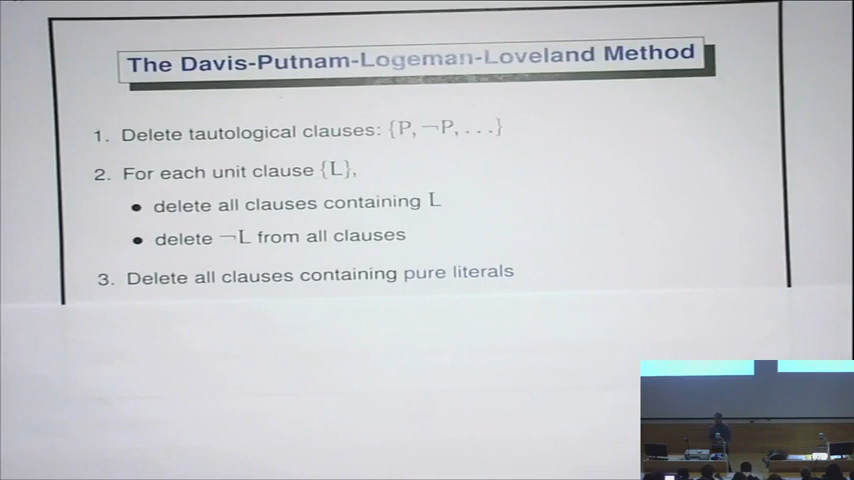 The Davis-Putnam-Logeman-Loveland Method
1. Delete tautological clauses: {P, ¬P, . . .}
2. For each unit clause {L},
● delete all clauses containing L
● delete ¬L from all clauses
3. Delete all clauses containing pure literals